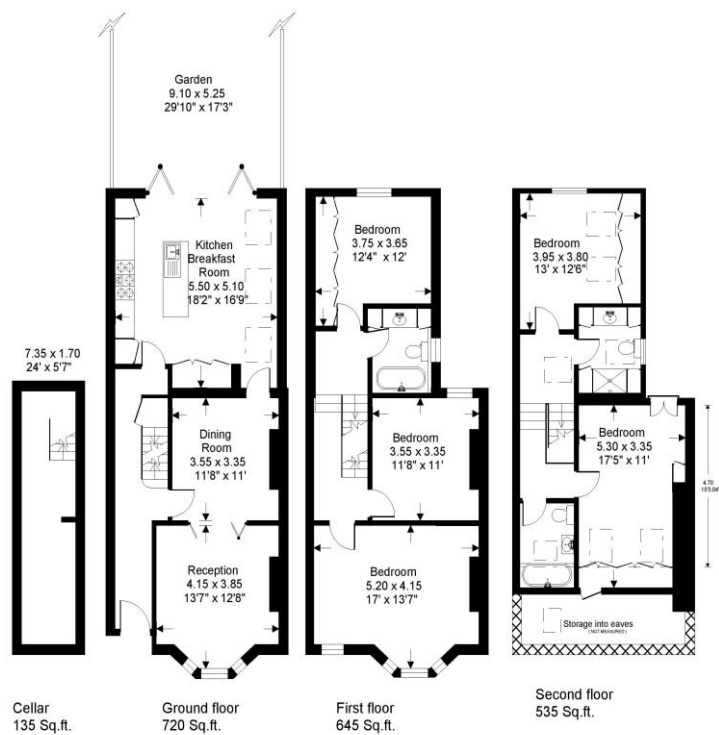 Garden
9.10 x 5.25
29'10" x 17'3"
Kitchen
Breakfast
Room
5.50 x 5.10
18'2" x 16'9"
Bedroom
3.75 x 3.65
12'4" x 12'
Bedroom
3.95 x 3.80
13' x 12'6"
7.35 x 1.70
24' x 5'7"
Dining
Room
3.55 x 3.35
11'8" x 11'
Bedroom
3.55 x 3.35
11'8" x 11'
Bedroom
5.30 x 3.35
17'5" x 11'
4.70
Reception
4.15 x 3.85
13'7" x 12'8"
Bedroom
5.20 x 4.15
17' x 13'7"
Storage into eaves
( NOT MEASURED )
Cellar
135 Sq.ft.
Ground floor
720 Sq.ft.
First floor
645 Sq.ft.
Second floor
535 Sq.ft.